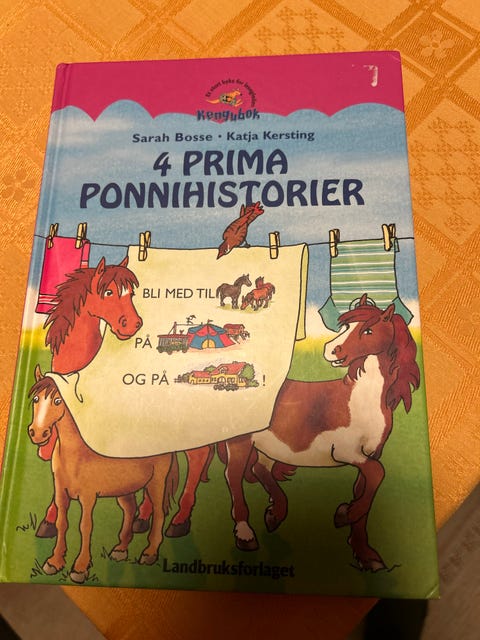 Kengubok
Sarah Bosse • Katja Kersting
4 PRIMA
PONNIHISTORIER
BLI MED TIL
PÅ
OG PÅ !
Landbruksforlaget